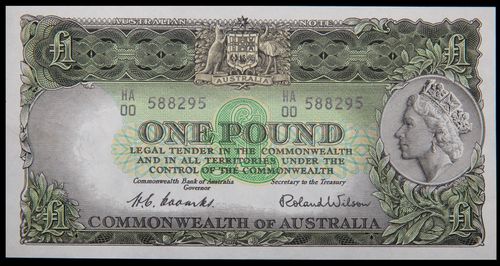 AUSTRALIAN NOTE
£1 £1
AUSTRALIA
HA 00 588295 HA 00 588295
£
ONE POUND
LEGAL TENDER IN THE COMMONWEALTH
AND IN ALL TERRITORIES UNDER THE
CONTROL OF THE COMMONWEALTH
Commonwealth Bank of Australia Secretary to the Treasury
Governor
H.C. Coombs Roland Wilson
£1 £1
COMMONWEALTH OF AUSTRALIA